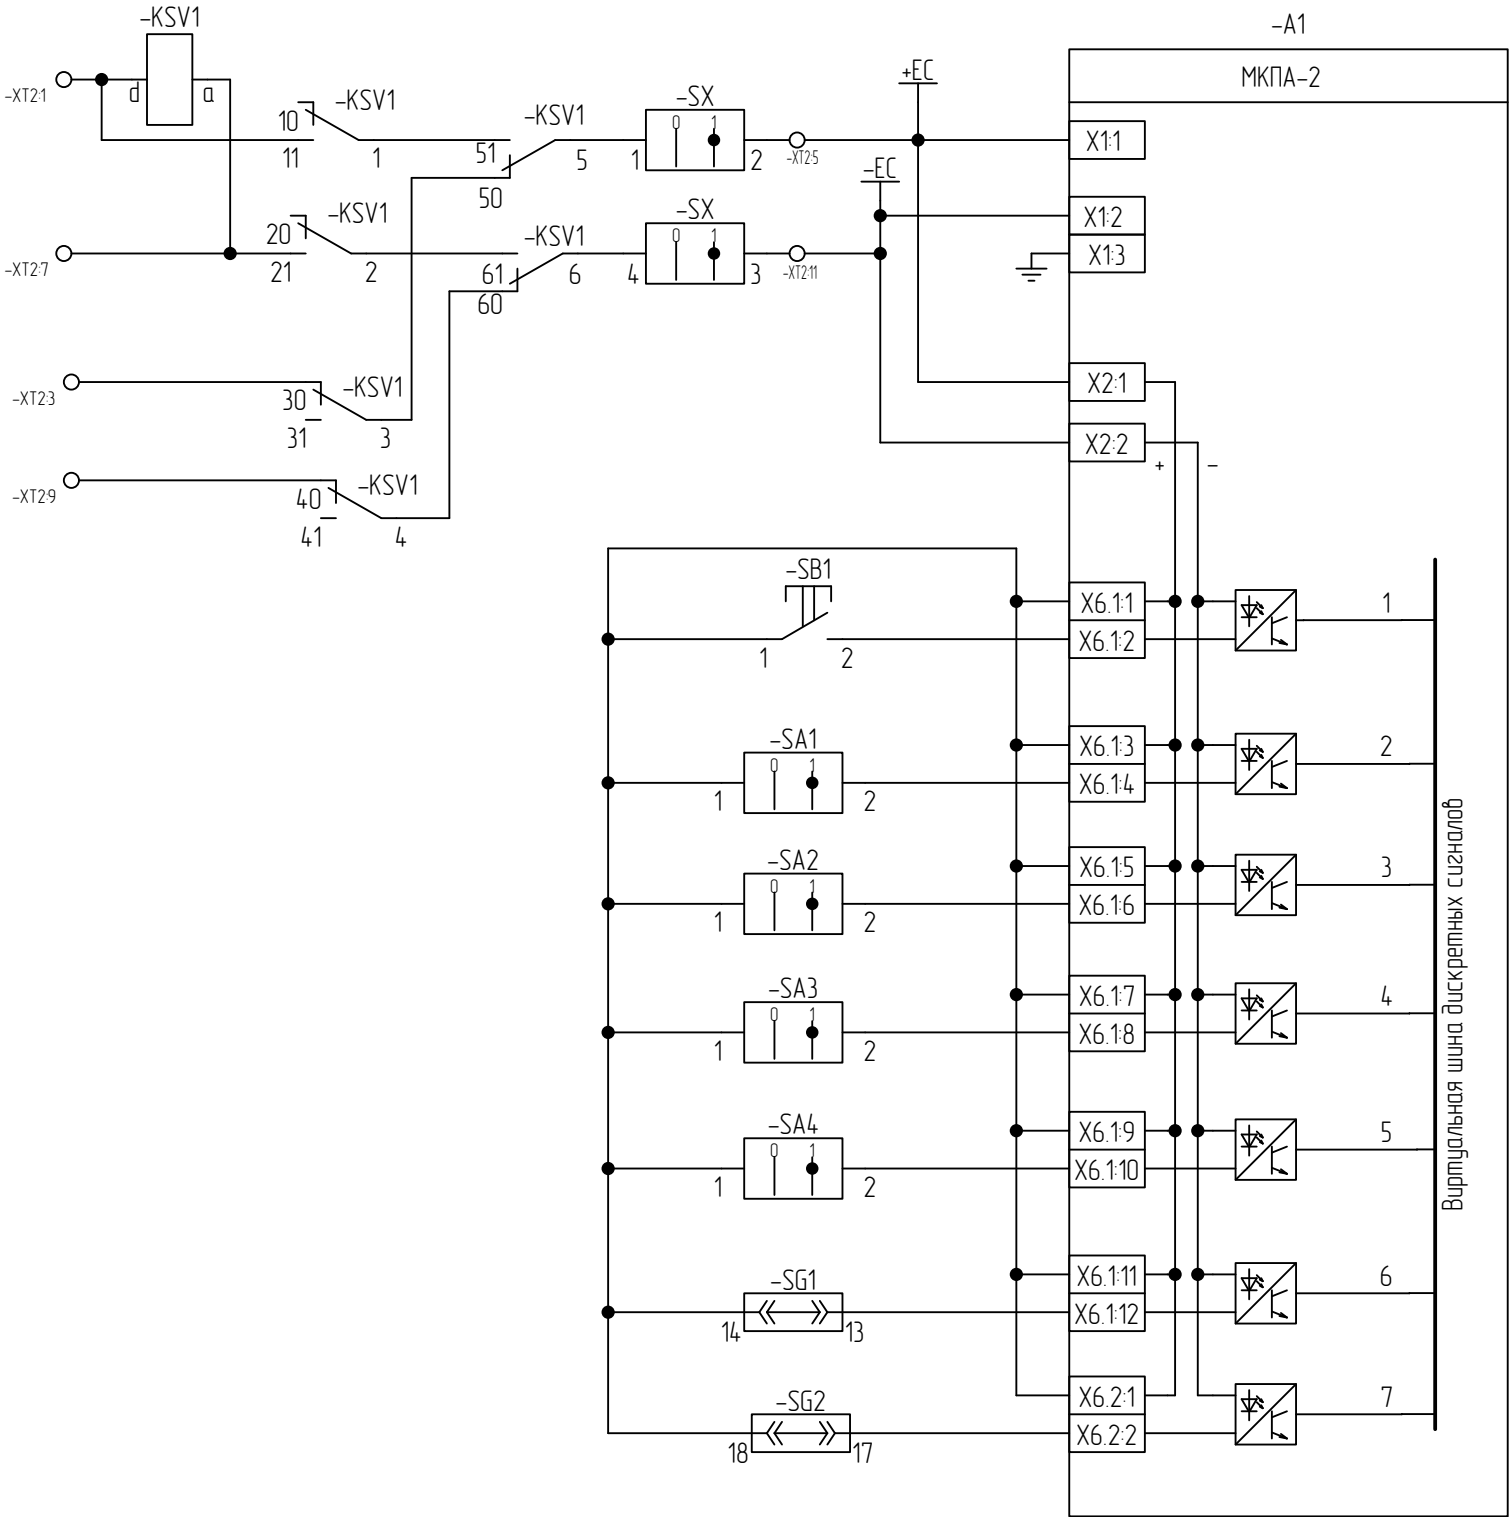 -KSV1
-A1
МКПА-2
-XT2:1
d
a
10
-KSV1
11
1
51
-KSV1
50
5
-SX
0
1
1
2
-XT2:5
+EC
X1:1
-EC
X1:2
X1:3
-XT2:7
20
-KSV1
21
2
61
-KSV1
60
6
-SX
0
1
4
3
-XT2:11
-XT2:3
30
-KSV1
31
3
X2:1
X2:2
+
-
-XT2:9
40
-KSV1
41
4
-SB1
1
2
X6.1:1
X6.1:2
1
-SA1
0
1
1
2
X6.1:3
X6.1:4
2
-SA2
0
1
1
2
X6.1:5
X6.1:6
3
-SA3
0
1
1
2
X6.1:7
X6.1:8
4
-SA4
0
1
1
2
X6.1:9
X6.1:10
5
-SG1
14
13
X6.1:11
X6.1:12
6
-SG2
18
17
X6.2:1
X6.2:2
7
Виртуальная шина дискретных сигналов